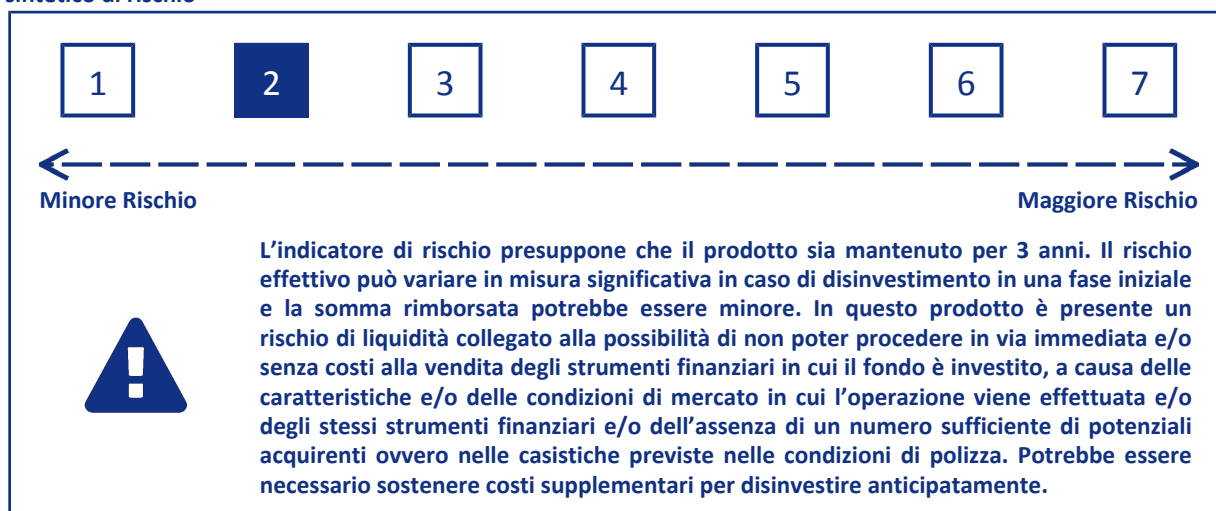 sintetico di rischio
1 2 3 4 5 6 7
Minore Rischio Maggiore Rischio
L’indicatore di rischio presuppone che il prodotto sia mantenuto per 3 anni. Il rischio
effettivo può variare in misura significativa in caso di disinvestimento in una fase iniziale
e la somma rimborsata potrebbe essere minore. In questo prodotto è presente un
rischio di liquidità collegato alla possibilità di non poter procedere in via immediata e/o
senza costi alla vendita degli strumenti finanziari in cui il fondo è investito, a causa delle
caratteristiche e/o delle condizioni di mercato in cui l’operazione viene effettuata e/o
degli stessi strumenti finanziari e/o dell’assenza di un numero sufficiente di potenziali
acquirenti ovvero nelle casistiche previste nelle condizioni di polizza. Potrebbe essere
necessario sostenere costi supplementari per disinvestire anticipatamente.